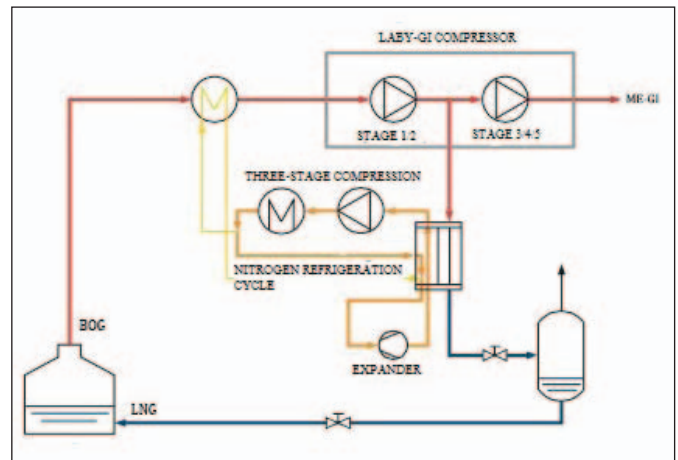 LABY-GI COMPRESSOR
ME-GI
STAGE 1/2
STAGE 3/4/5
THREE-STAGE COMPRESSION
NITROGEN REFRIGERATION
CYCLE
BOG
EXPANDER
LNG